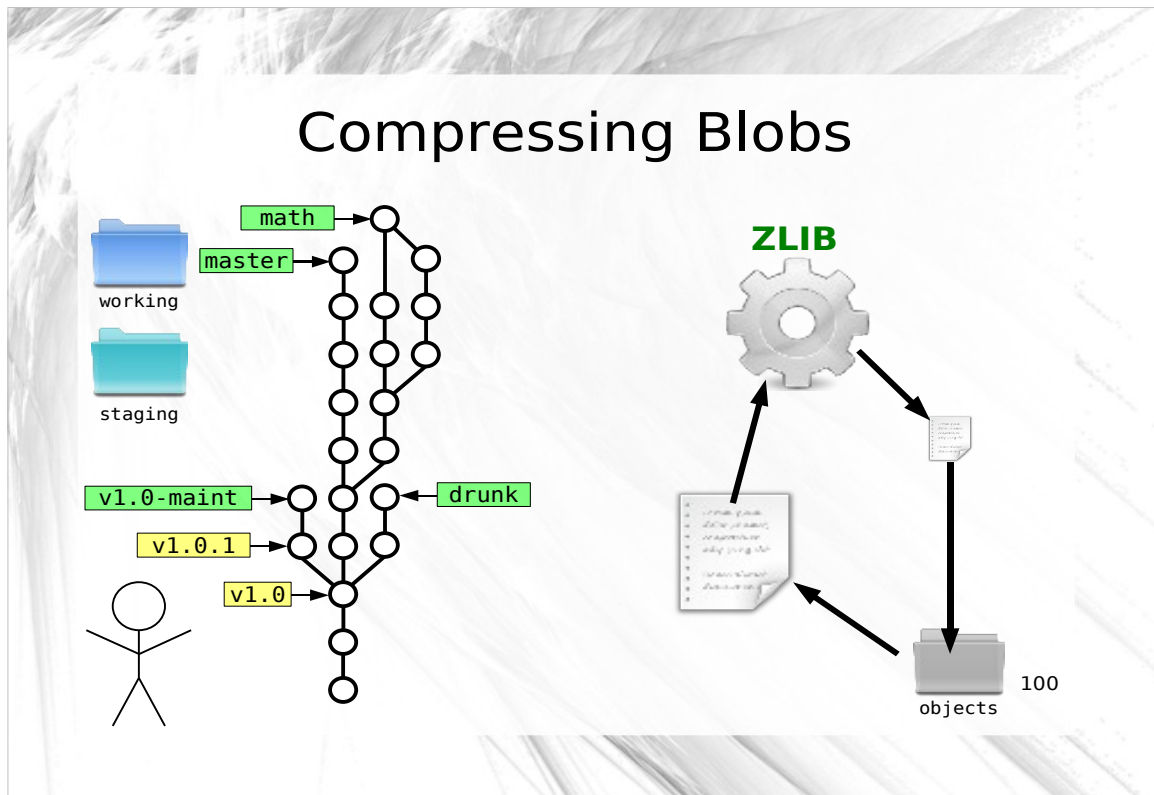 Compressing Blobs
math
master
working
staging
v1.0-maint
drunk
v1.0.1
v1.0
ZLIB
100
objects